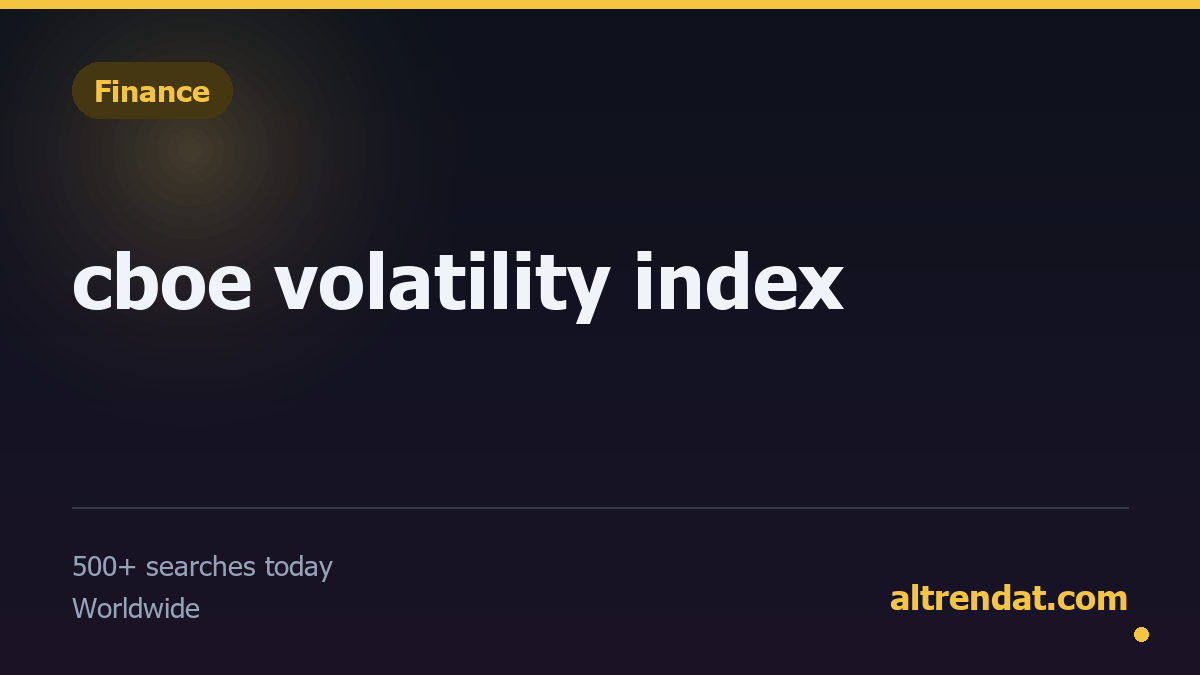 Finance
cboe volatility index
500+ searches today
Worldwide
altrendat.com